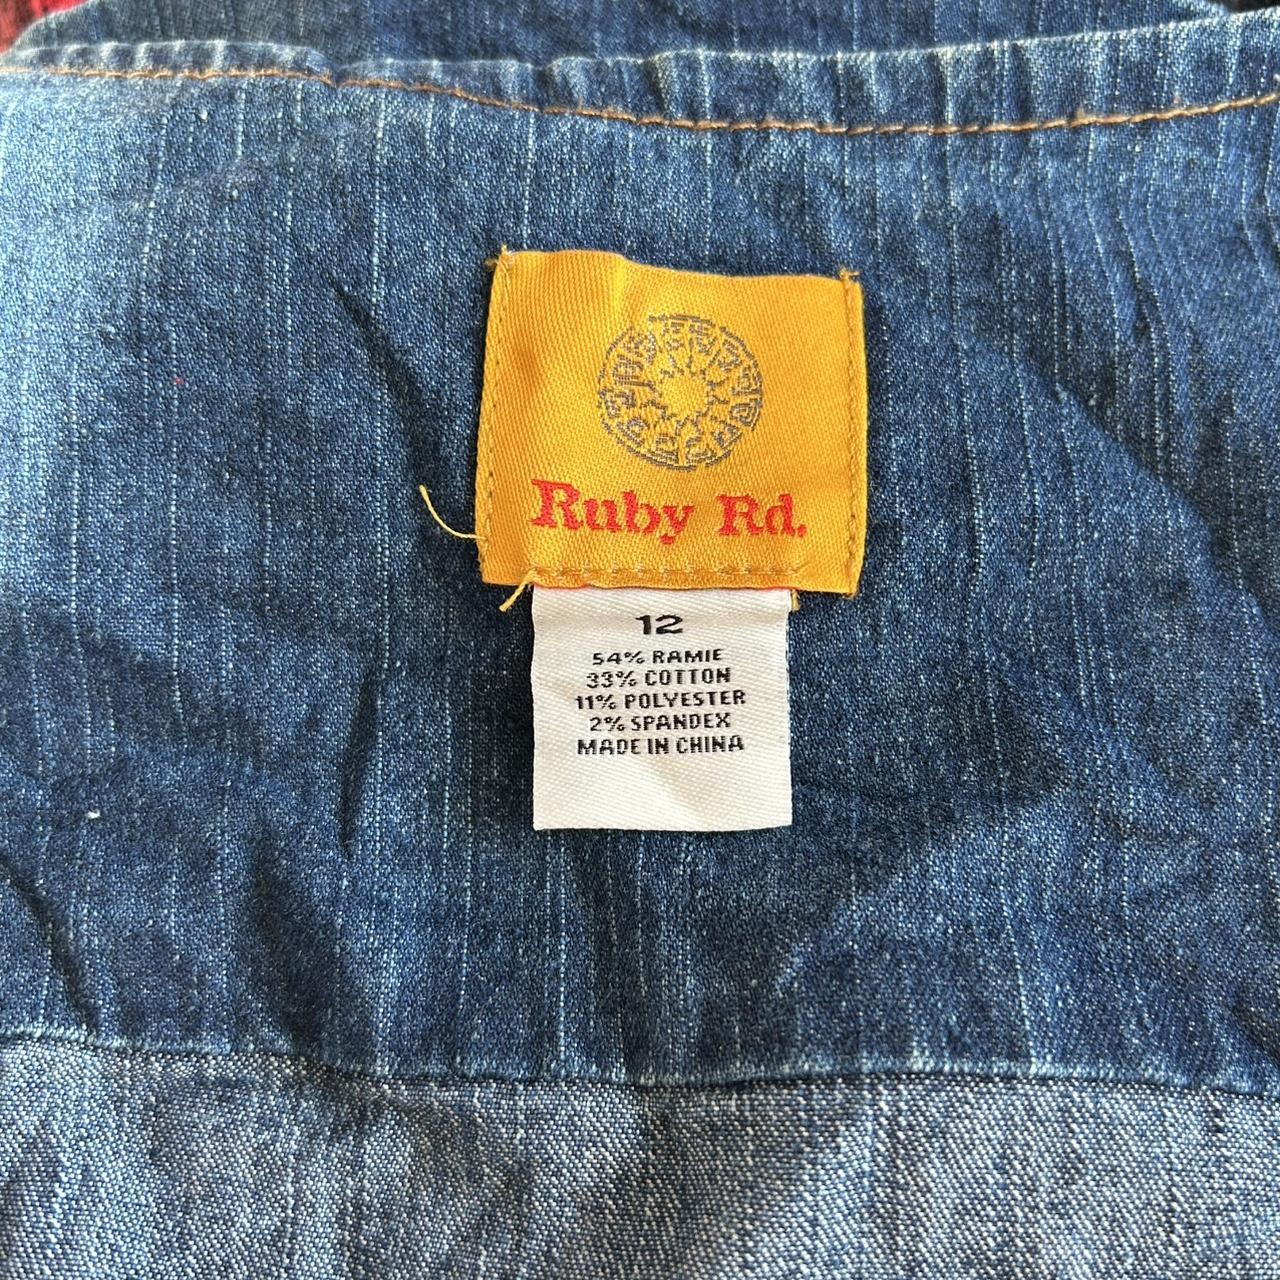 Ruby Rd.
12
54% RAMIE
33% COTTON
11% POLYESTER
2% SPANDEX
MADE IN CHINA